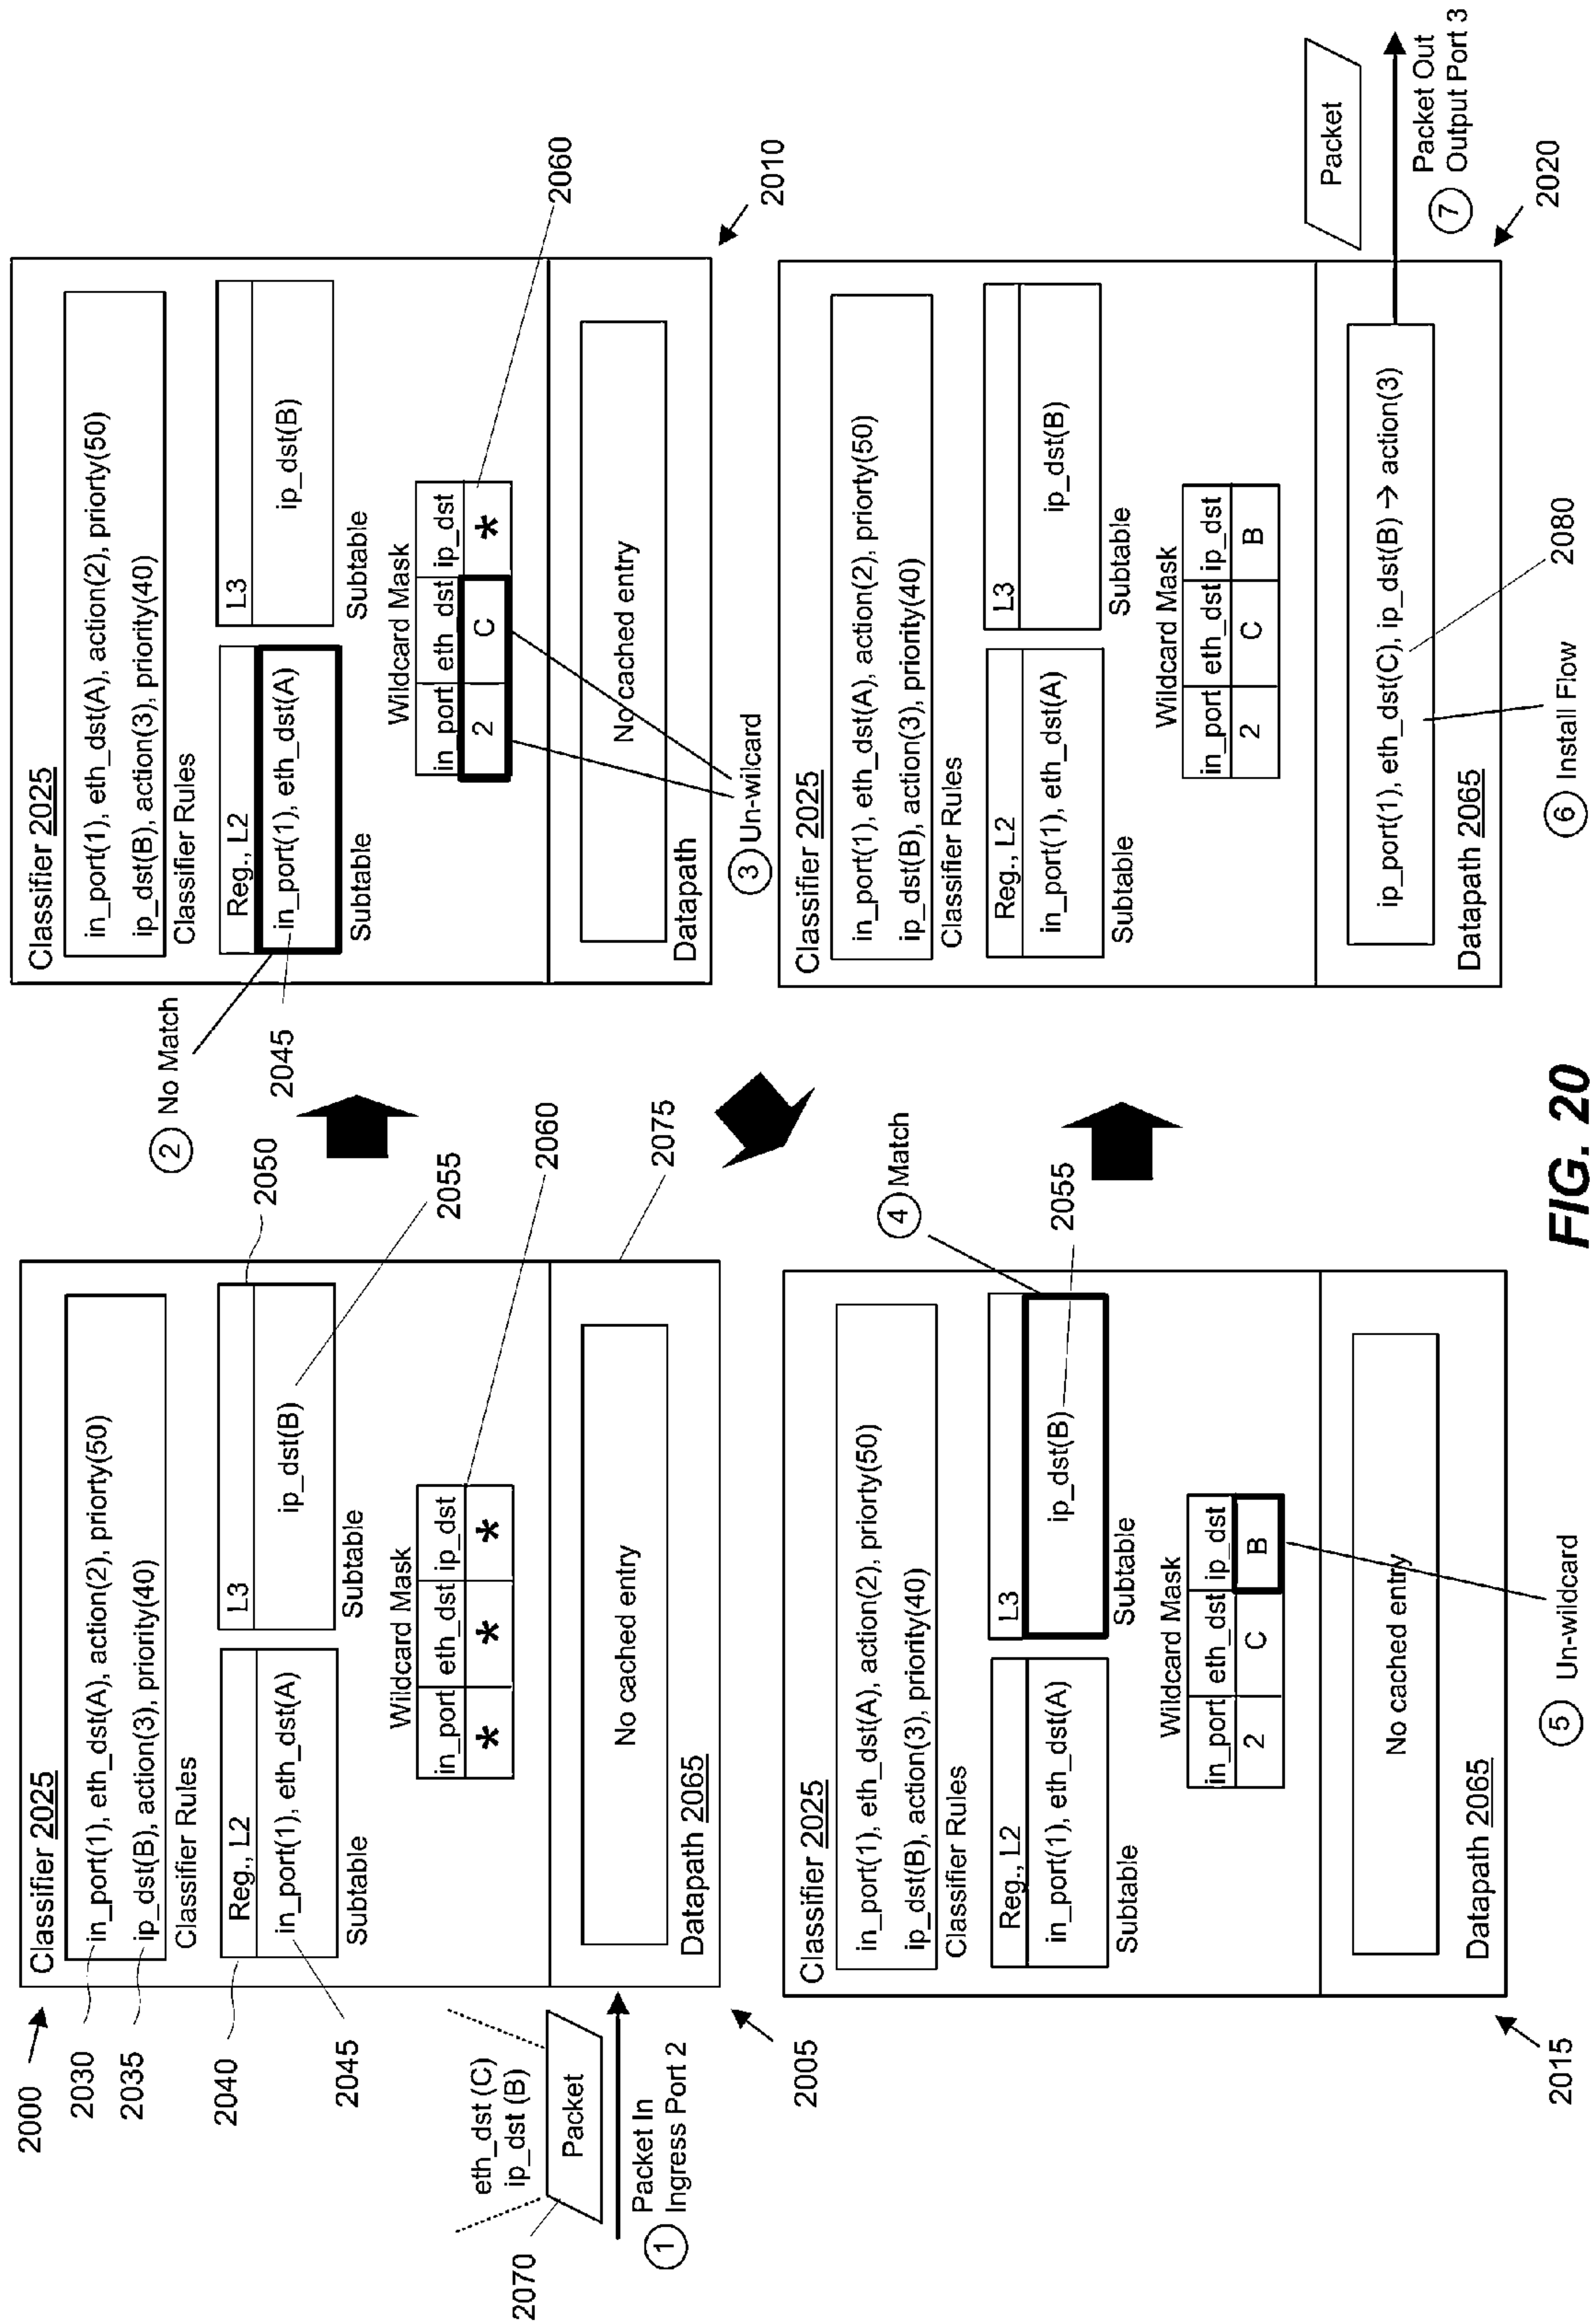 2000
Classifier 2025
2030
in_port(1), eth_dst(A), action(2), priorty(50)
2035
ip_dst(B), action(3), priority(40)
Classifier Rules
2040
Reg., L2
2045
in_port(1), eth_dst(A)
Subtable
L3
2050
ip_dst(B)
2055
Subtable
Wildcard Mask
in_port eth_dst ip_dst
* * *
2060
No cached entry
Datapath 2065
2075
eth_dst (C)
ip_dst (B)
Packet
2070
1 Packet In
Ingress Port 2
2005
2 No Match
2045
Classifier 2025
in_port(1), eth_dst(A), action(2), priorty(50)
ip_dst(B), action(3), priority(40)
Classifier Rules
Reg., L2
in_port(1), eth_dst(A)
Subtable
L3
ip_dst(B)
Subtable
Wildcard Mask
in_port eth_dst ip_dst
2 C *
2060
No cached entry
Datapath
3 Un-wilcard
2010
Classifier 2025
in_port(1), eth_dst(A), action(2), priorty(50)
ip_dst(B), action(3), priority(40)
Classifier Rules
Reg., L2
in_port(1), eth_dst(A)
Subtable
L3
ip_dst(B)
Subtable
4 Match
2055
Wildcard Mask
in_port eth_dst ip_dst
2 C B
No cached entry
Datapath 2065
5 Un-wildcard
2015
Classifier 2025
in_port(1), eth_dst(A), action(2), priority(50)
ip_dst(B), action(3), priority(40)
Classifier Rules
Reg., L2
in_port(1), eth_dst(A)
Subtable
L3
ip_dst(B)
Subtable
Wildcard Mask
in_port eth_dst ip_dst
2 C B
ip_port(1), eth_dst(C), ip_dst(B) → action(3)
Datapath 2065
2080
6 Install Flow
Packet
7 Packet Out
Output Port 3
2020
FIG. 20